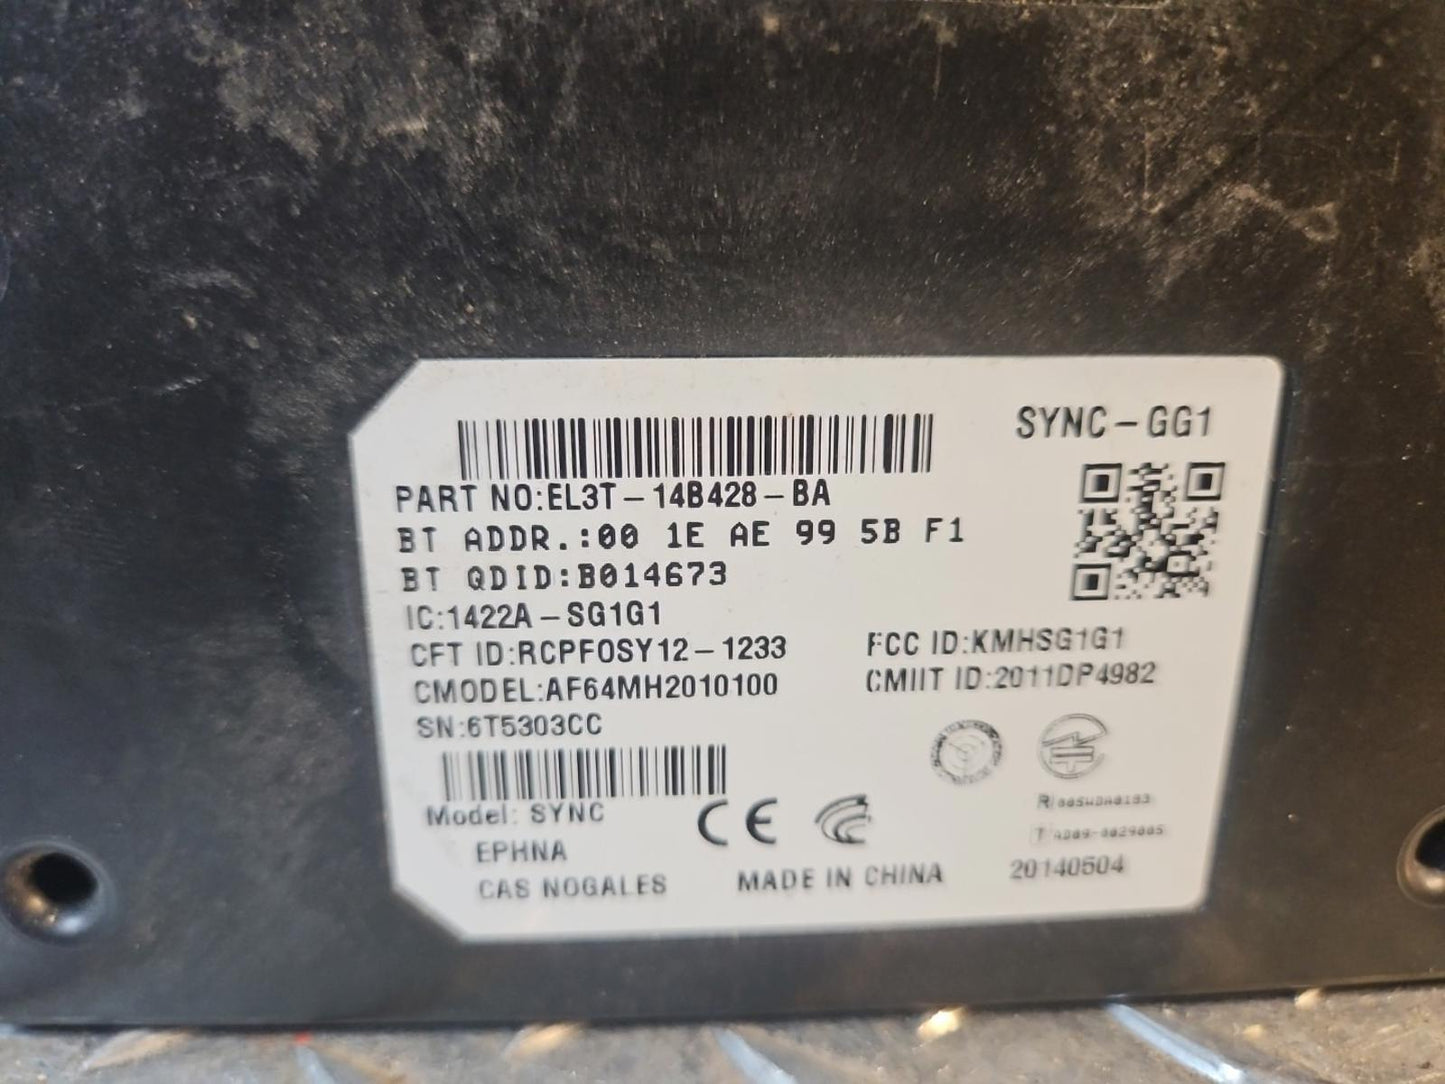 SYNC-GG1
PART NO:EL3T-14B428-BA
BT ADDR.:00 1E AE 99 5B F1
BT QDID:B014673
IC:1422A-SG1G1
CFT ID:RCPFOSY12-1233
FCC ID:KMHSG1G1
CMODEL:AF64MH2010100
CMIIT ID:2011DP4982
SN:6T5303CC
Model: SYNC
CE
R
T
EPHNA
CAS NOGALES
MADE IN CHINA
20140504